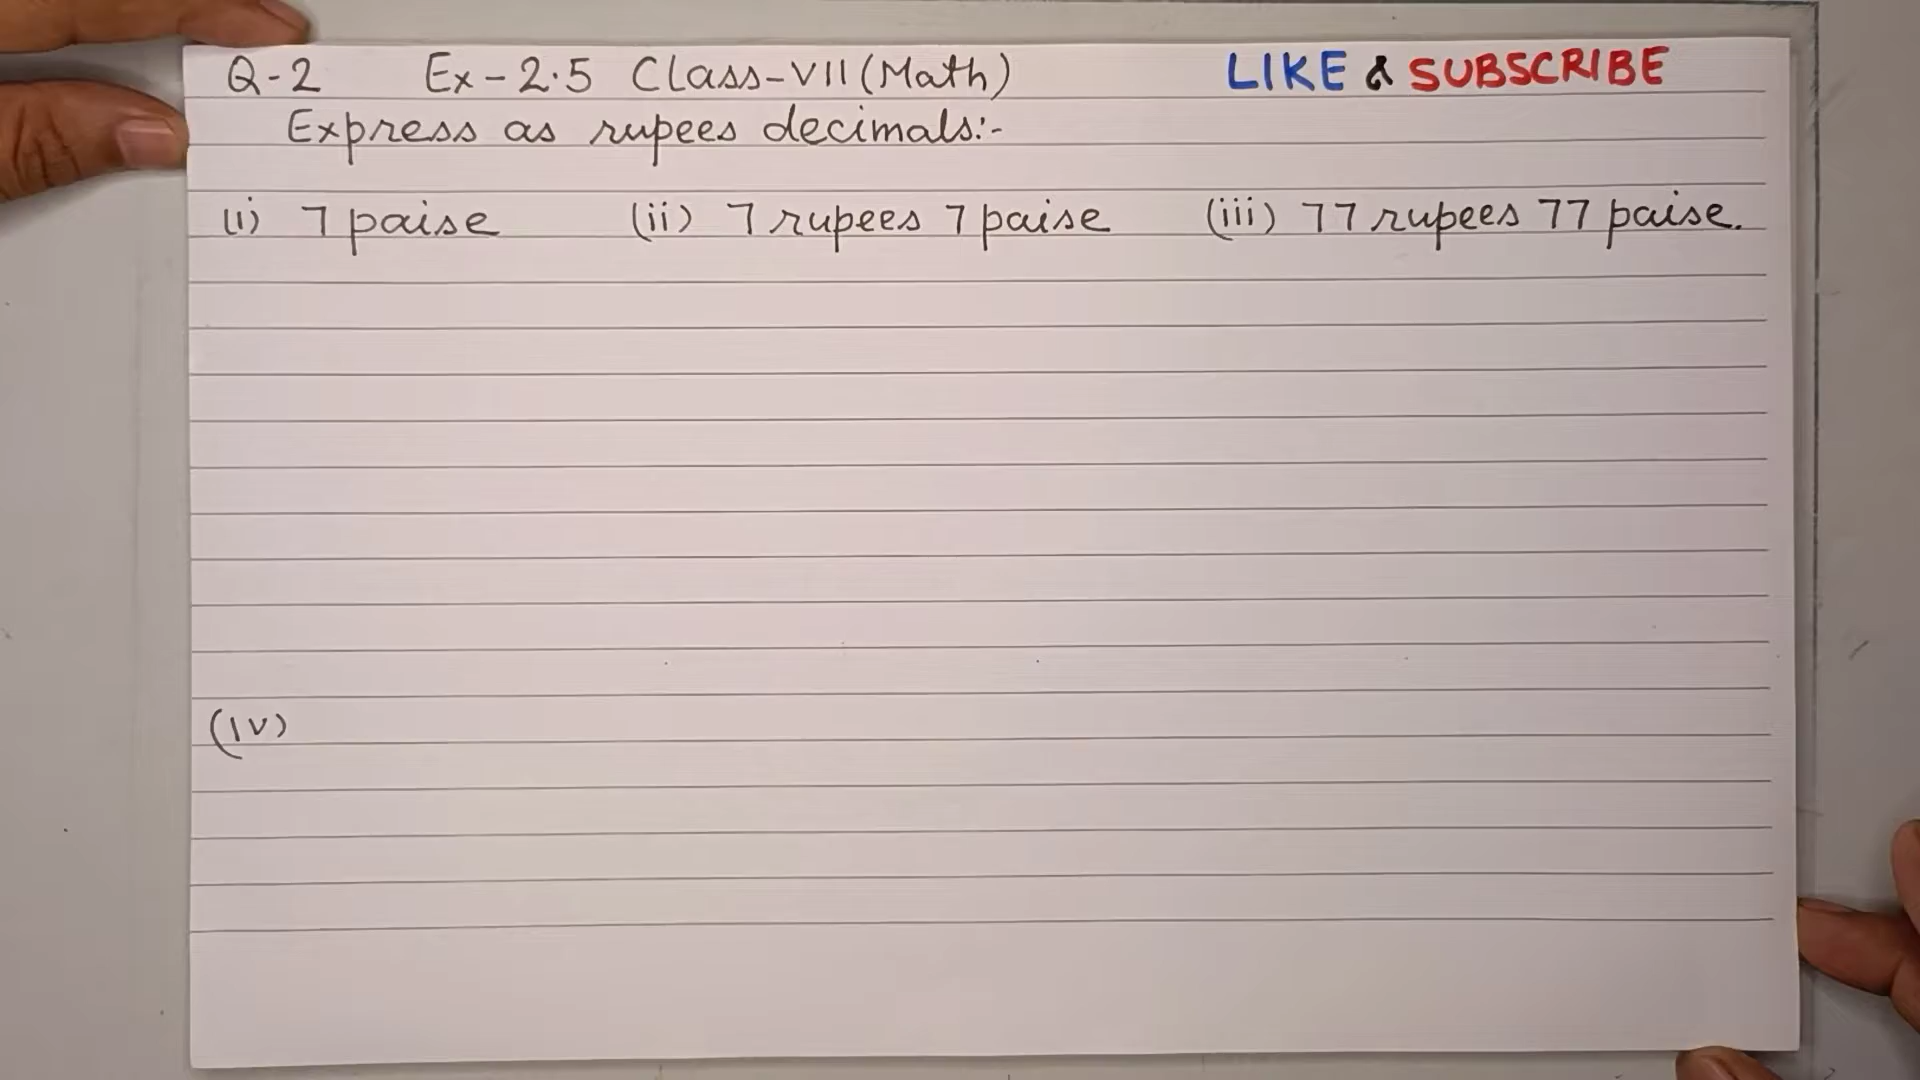 Q-2 Ex-2.5 Class-VII (Math) LIKE & SUBSCRIBE
Express as rupees decimals:-
(i) 7 paise (ii) 7 rupees 7 paise (iii) 77 rupees 77 paise.
(iv)